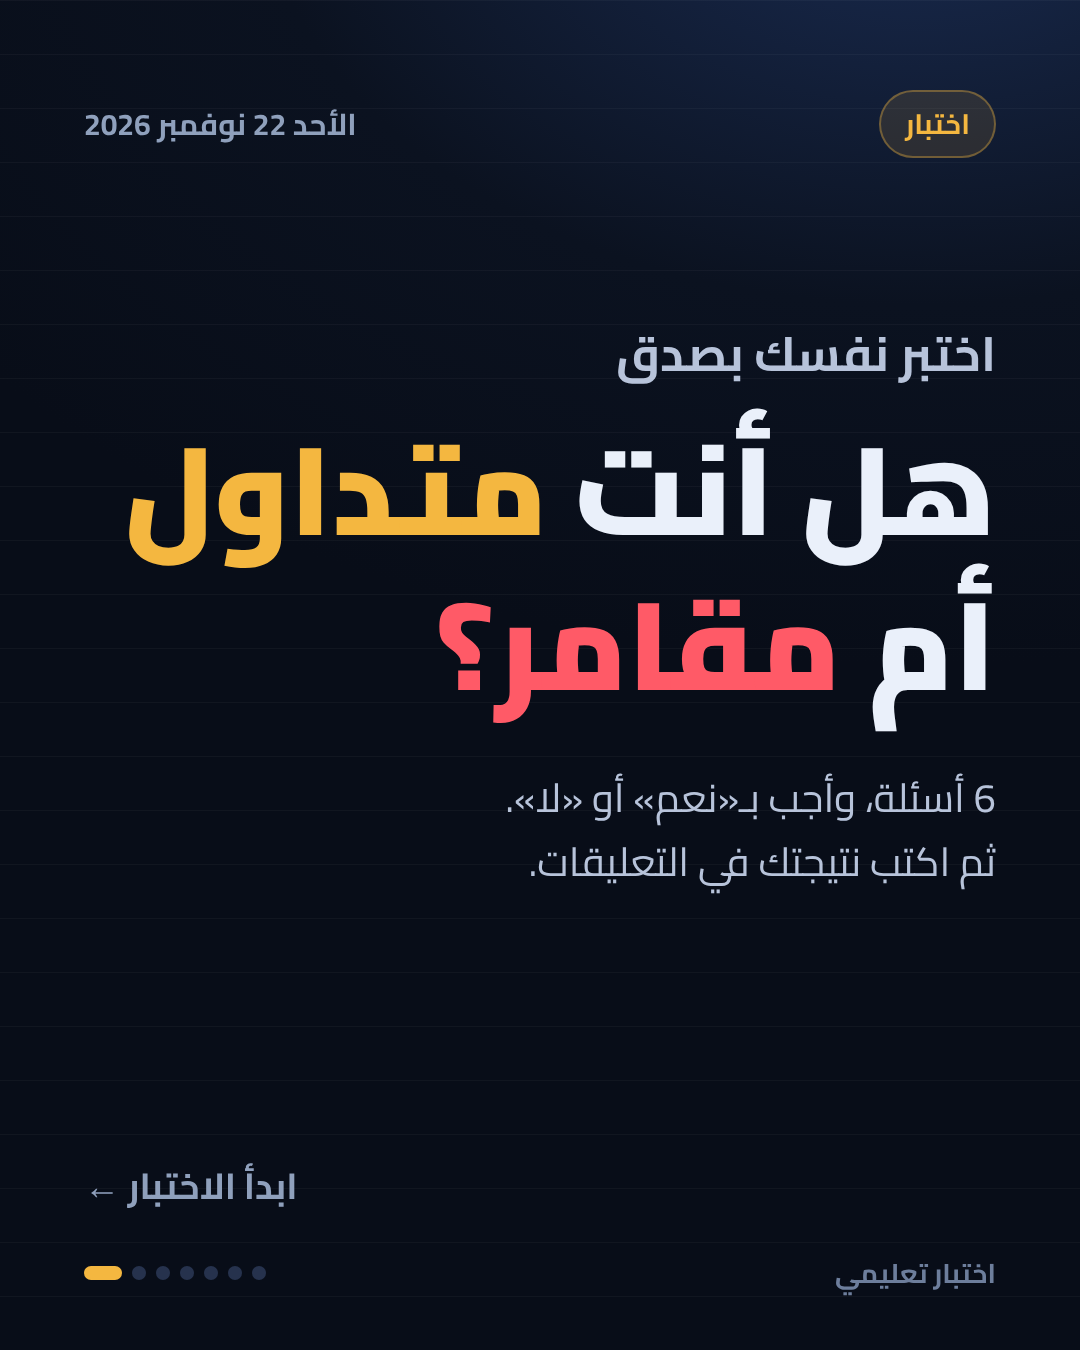 اختبار
الأحد 22 نوفمبر 2026
اختبر نفسك بصدق
هل أنت متداول
أم مقامر؟
6 أسئلة، وأجب بـ«نعم» أو «لا».
ثم اكتب نتيجتك في التعليقات.
ابدأ الاختبار ←
اختبار تعليمي